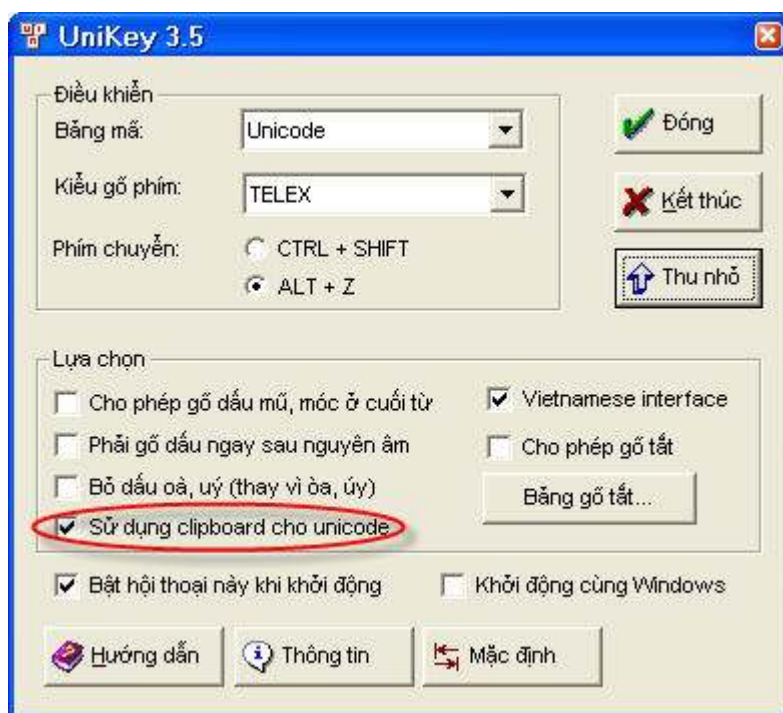 UniKey 3.5
Điều khiển
Bảng mã:
Unicode
Đóng
Kiểu gõ phím:
TELEX
Kết thúc
Phím chuyển:
CTRL + SHIFT
ALT + Z
Thu nhỏ
Lựa chọn
Cho phép gõ dấu mũ, móc ở cuối từ
Vietnamese interface
Phải gõ dấu ngay sau nguyên âm
Cho phép gõ tắt
Bỏ dấu oà, uý (thay vì òa, úy)
Bảng gõ tắt...
Sử dụng clipboard cho unicode
Bật hội thoại này khi khởi động
Khởi động cùng Windows
Hướng dẫn
Thông tin
Mặc định